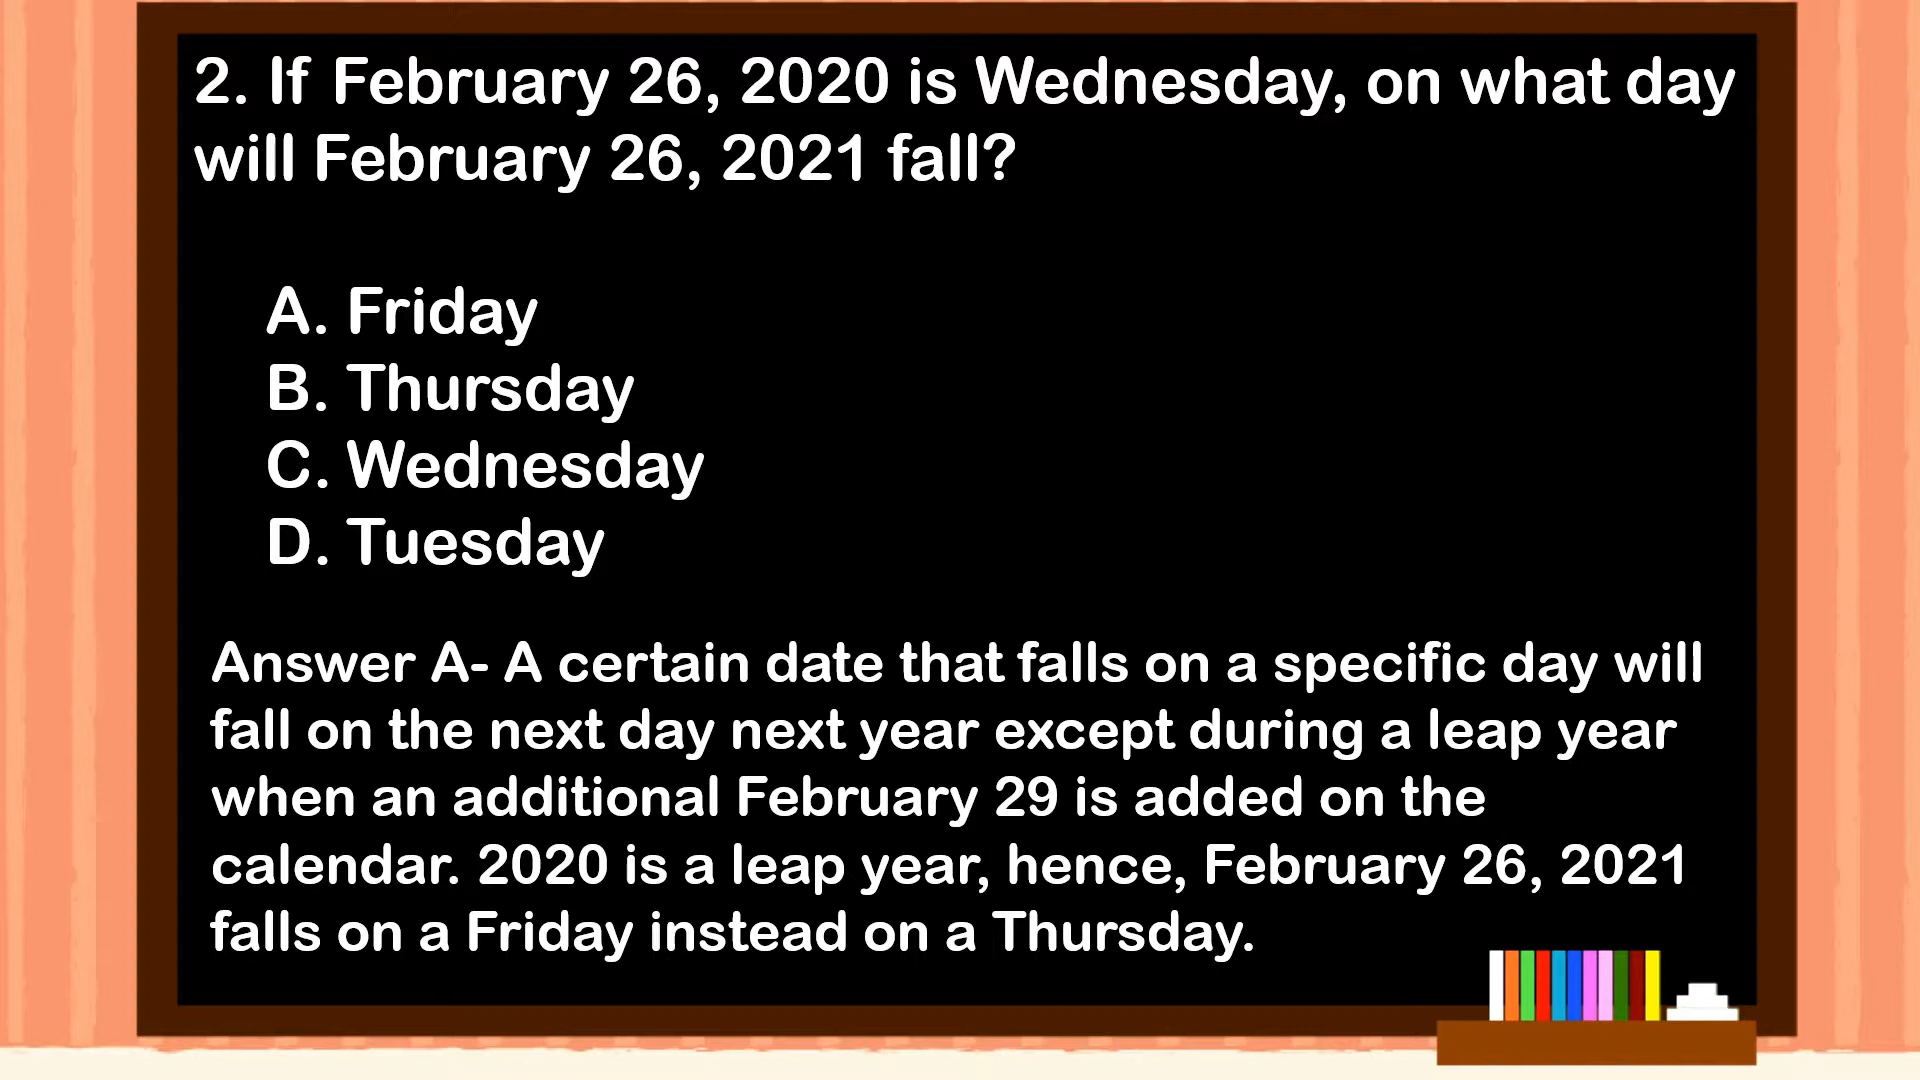 2. If February 26, 2020 is Wednesday, on what day
will February 26, 2021 fall?
A. Friday
B. Thursday
C. Wednesday
D. Tuesday
Answer A- A certain date that falls on a specific day will
fall on the next day next year except during a leap year
when an additional February 29 is added on the
calendar. 2020 is a leap year, hence, February 26, 2021
falls on a Friday instead on a Thursday.